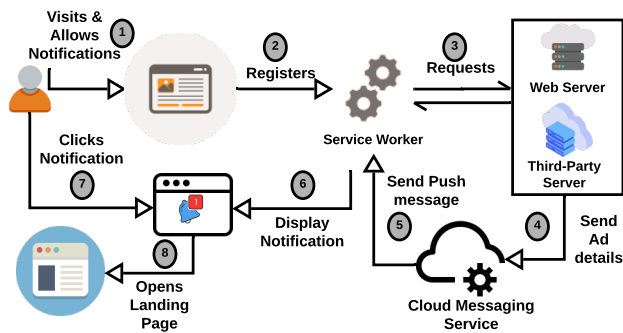 Visits &
Allows
Notifications
1
2
Registers
3
Requests
Web Server
Third-Party
Server
Service Worker
Clicks
Notification
7
1
6
Display
Notification
Send Push
message
5
4
Send
Ad
details
8
Opens
Landing
Page
Cloud Messaging
Service